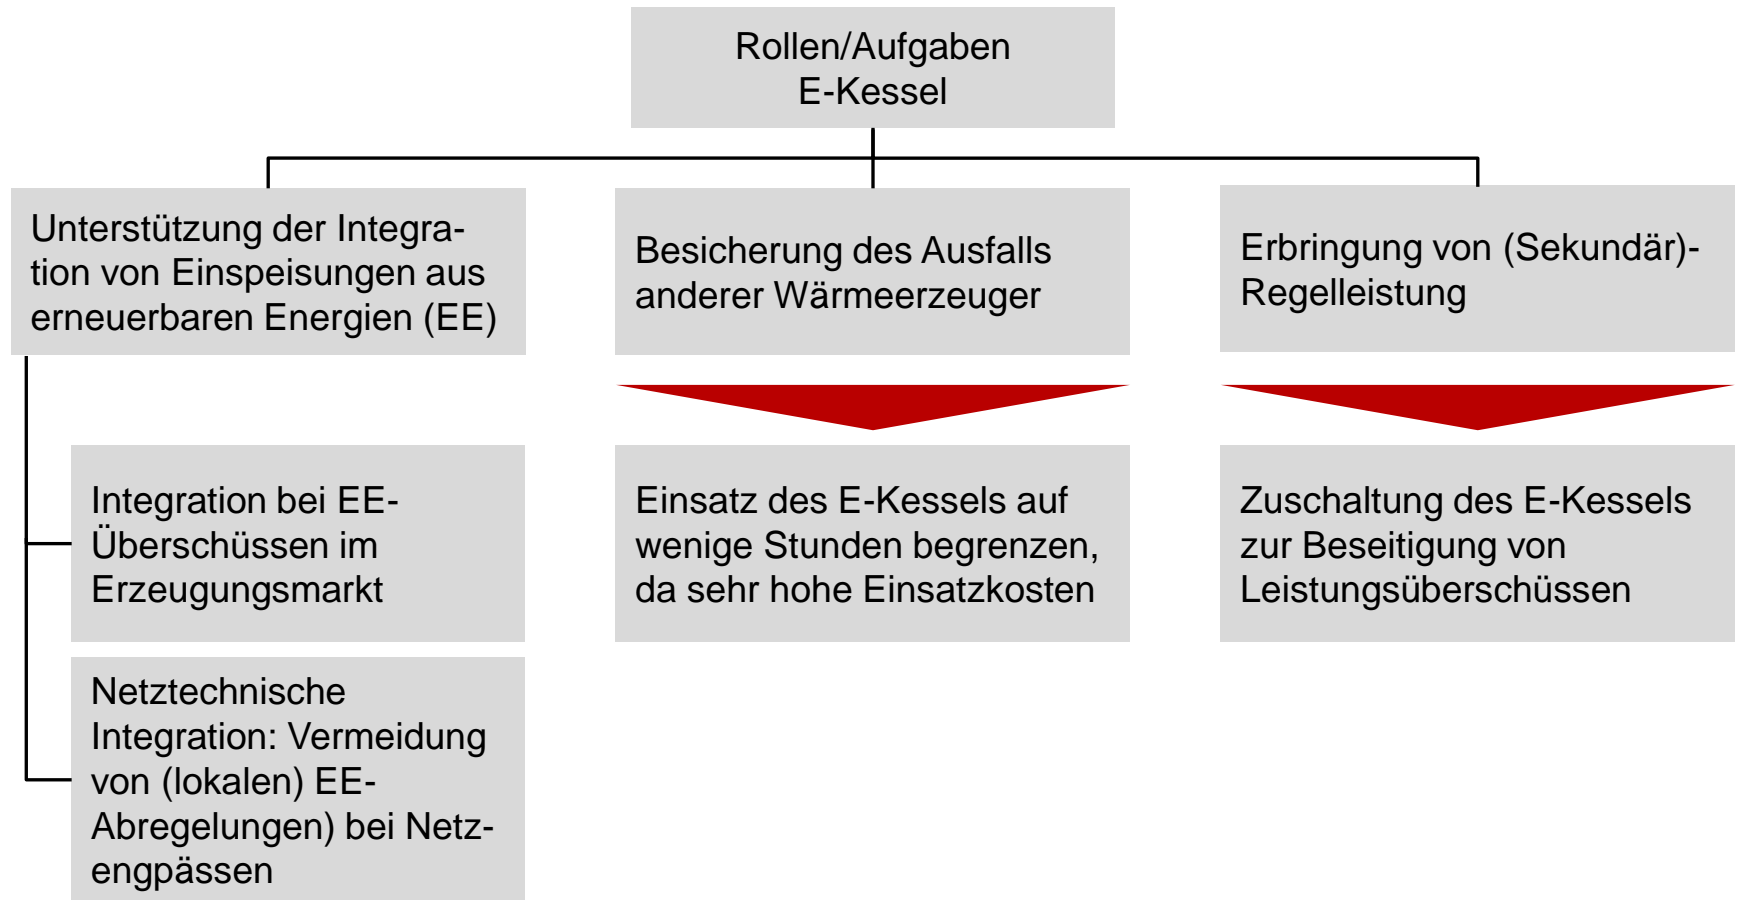 Rollen/Aufgaben
E-Kessel
Unterstützung der Integra-
tion von Einspeisungen aus
erneuerbaren Energien (EE)
Besicherung des Ausfalls
anderer Wärmeerzeuger
Erbringung von (Sekundär)-
Regelleistung
Integration bei EE-
Überschüssen im
Erzeugungsmarkt
Einsatz des E-Kessels auf
wenige Stunden begrenzen,
da sehr hohe Einsatzkosten
Zuschaltung des E-Kessels
zur Beseitigung von
Leistungsüberschüssen
Netztechnische
Integration: Vermeidung
von (lokalen) EE-
Abregelungen) bei Netz-
engpässen